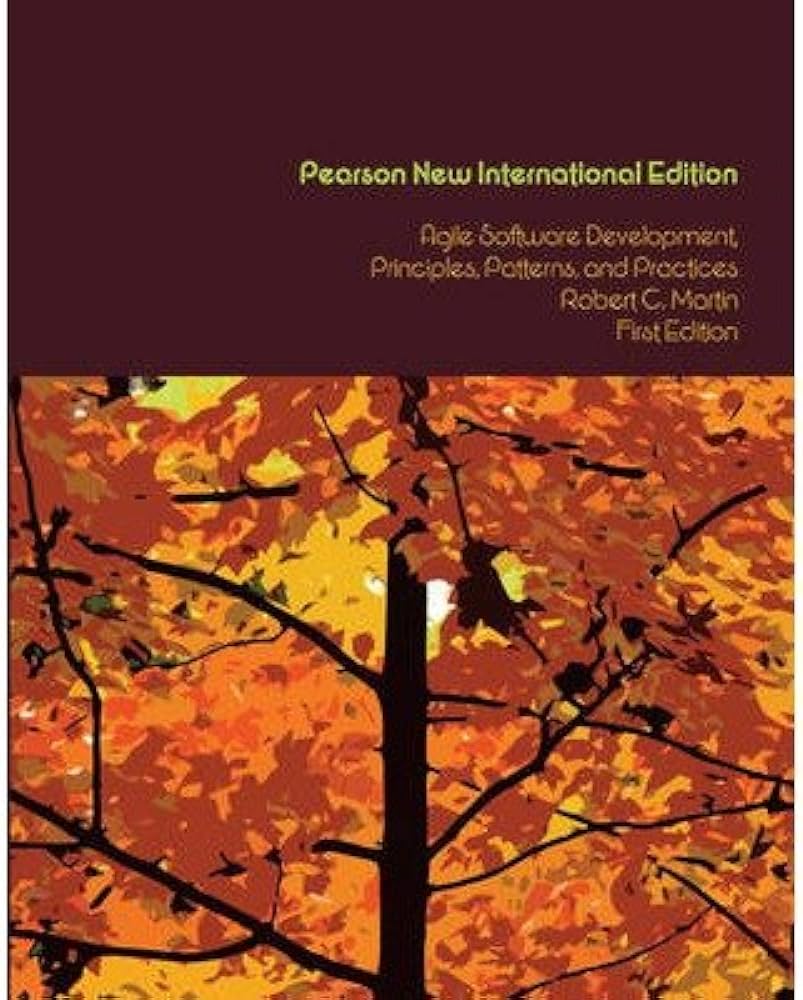 Pearson New International Edition
Agile Software Development,
Principles, Patterns, and Practices
Robert C. Martin
First Edition